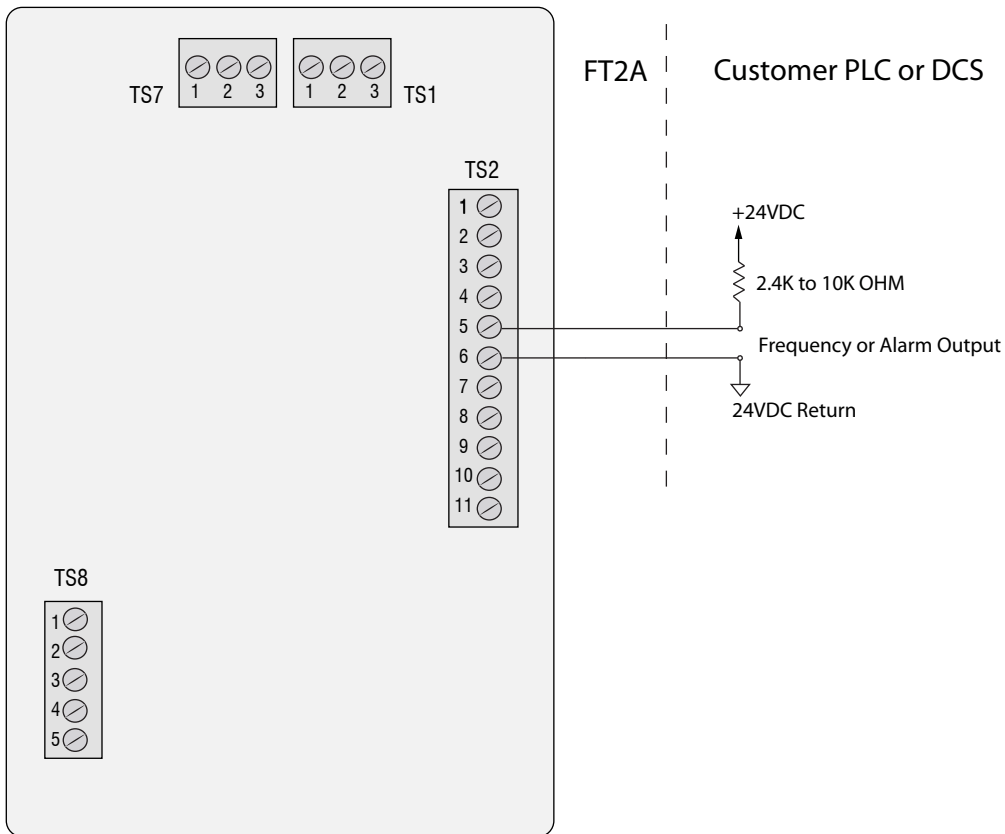 FT2A
Customer PLC or DCS
TS7
1 2 3
1 2 3
TS1
TS2
1
2
3
4
5
6
7
8
9
10
11
+24VDC
2.4K to 10K OHM
Frequency or Alarm Output
24VDC Return
TS8
1
2
3
4
5